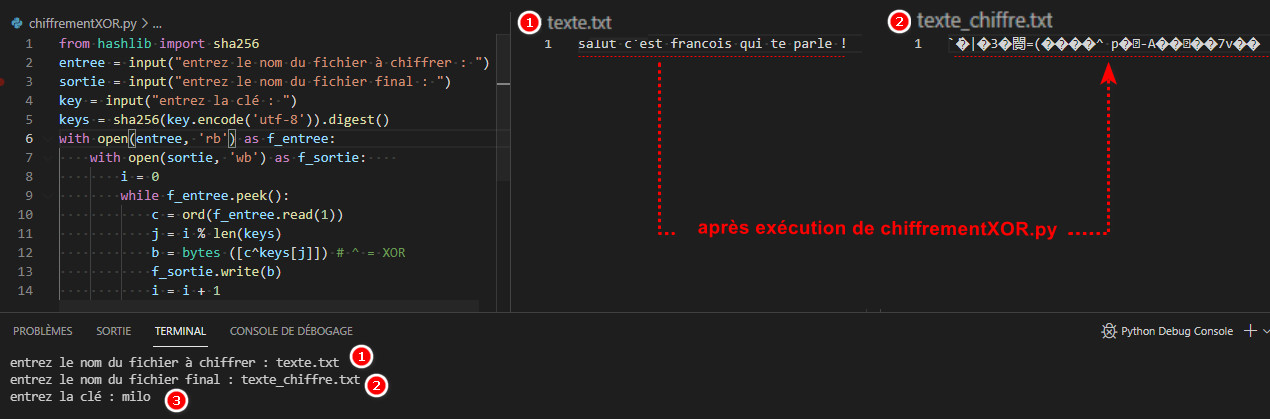 chiffrementXOR.py > ...
1 from hashlib import sha256
2 entree = input("entrez le nom du fichier à chiffrer : ")
3 sortie = input("entrez le nom du fichier final : ")
4 key = input("entrez la clé : ")
5 keys = sha256(key.encode('utf-8')).digest()
6 with open(entree, 'rb') as f_entree:
7 with open(sortie, 'wb') as f_sortie:
8 i = 0
9 while f_entree.peek():
10 c = ord(f_entree.read(1))
11 j = i % len(keys)
12 b = bytes ([c^keys[j]]) # ^ = XOR
13 f_sortie.write(b)
14 i = i + 1
1 texte.txt
1 salut c'est francois qui te parle !
2 texte_chiffre.txt
1
après exécution de chiffrementXOR.py
PROBLÈMES SORTIE TERMINAL CONSOLE DE DÉBOGAGE
Python Debug Console
entrez le nom du fichier à chiffrer : texte.txt 1
entrez le nom du fichier final : texte_chiffre.txt 2
entrez la clé : milo 3